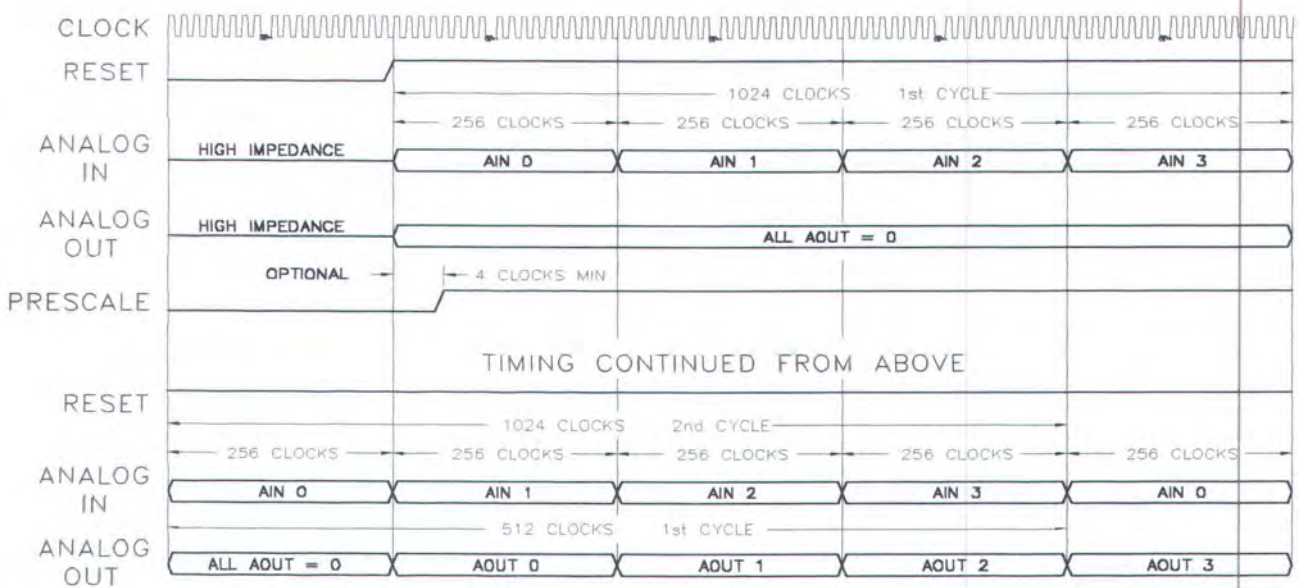 CLOCK
RESET
1024 CLOCKS 1st CYCLE
256 CLOCKS 256 CLOCKS 256 CLOCKS 256 CLOCKS
ANALOG IN
HIGH IMPEDANCE AIN 0 AIN 1 AIN 2 AIN 3
ANALOG OUT
HIGH IMPEDANCE ALL AOUT = 0
OPTIONAL 4 CLOCKS MIN
PRESCALE
TIMING CONTINUED FROM ABOVE
RESET
1024 CLOCKS 2nd CYCLE
256 CLOCKS 256 CLOCKS 256 CLOCKS 256 CLOCKS 256 CLOCKS
ANALOG IN
AIN 0 AIN 1 AIN 2 AIN 3 AIN 0
512 CLOCKS 1st CYCLE
ANALOG OUT
ALL AOUT = 0 AOUT 0 AOUT 1 AOUT 2 AOUT 3